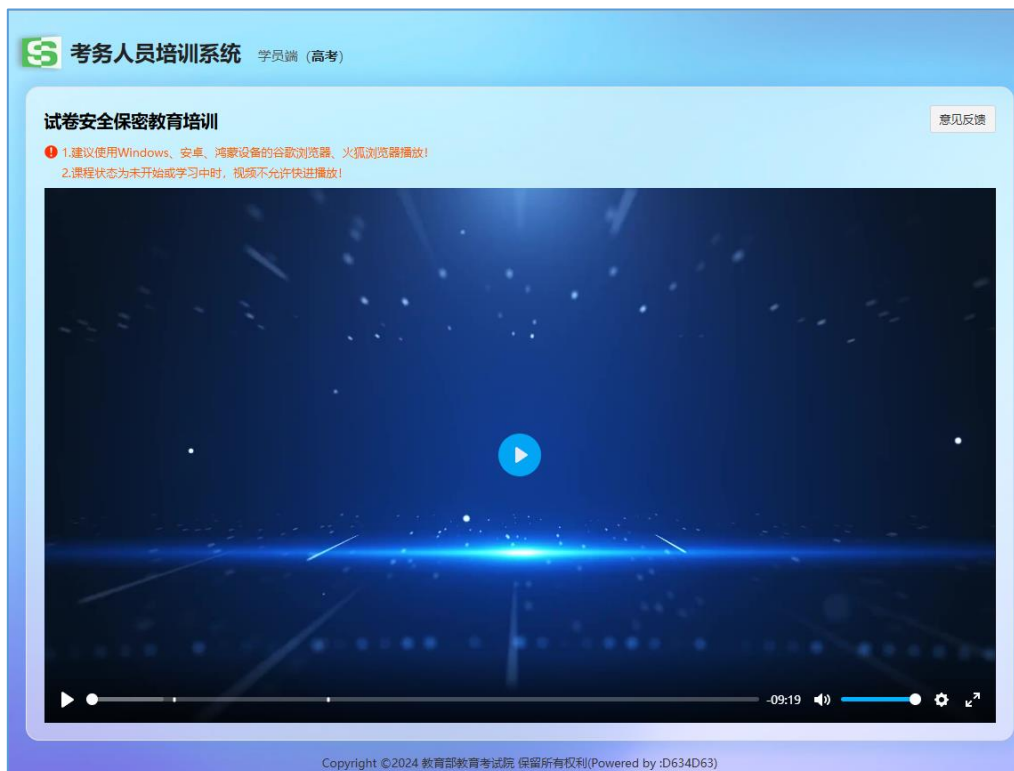 考务人员培训系统 学员端（高考）
试卷安全保密教育培训
意见反馈
1.建议使用Windows、安卓、鸿蒙设备的谷歌浏览器、火狐浏览器播放！
2.课程状态为未开始或学习中时，视频不允许快进播放！
-09:19
Copyright ©2024 教育部教育考试院 保留所有权利(Powered by :D634D63)